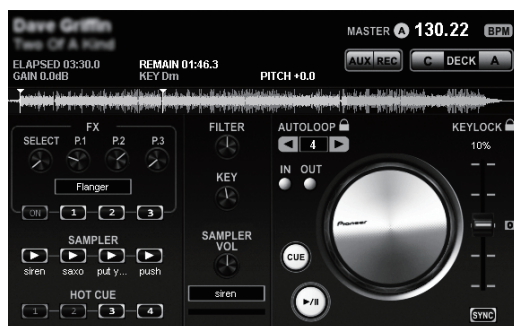 Dave Griffin
Two Of A Kind
MASTER A 130.22 BPM
ELAPSED 03:30.0 REMAIN 01:46.3
GAIN 0.0dB KEY Dm PITCH +0.0
AUX REC C DECK A
FX FILTER AUTOLOOP KEYLOCK
SELECT P.1 P.2 P.3
4 10%
Flanger
KEY IN OUT
ON 1 2 3
Pioneer
SAMPLER
SAMPLER VOL
siren saxo put y... push
CUE
HOT CUE
siren
1 2 3 4
SYNC